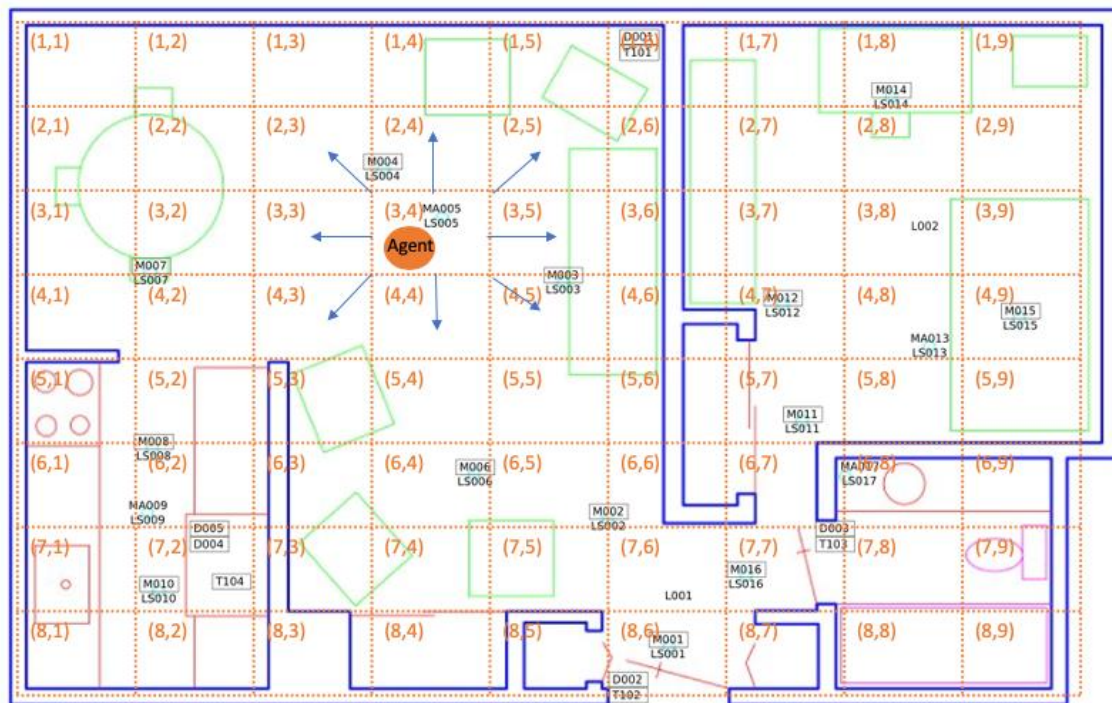 (1,1) (1,2) (1,3) (1,4) (1,5) (1,6) (1,7) (1,8) (1,9)
D001
T101
M014
LS014
(2,1) (2,2) (2,3) (2,4) (2,5) (2,6) (2,7) (2,8) (2,9)
M004
LS004
(3,1) (3,2) (3,3) (3,4) (3,5) (3,6) (3,7) (3,8) (3,9)
MA005
LS005
L002
Agent
M007
LS007
M003
LS003
(4,1) (4,2) (4,3) (4,4) (4,5) (4,6) (4,7) (4,8) (4,9)
M012
LS012
M015
LS015
MA013
LS013
(5,1) (5,2) (5,3) (5,4) (5,5) (5,6) (5,7) (5,8) (5,9)
M011
LS011
M008
LS008
(6,1) (6,2) (6,3) (6,4) (6,5) (6,6) (6,7) (6,8) (6,9)
M006
LS006
MA017
LS017
MA009
LS009
M002
LS002
D005
D004
D003
T103
(7,1) (7,2) (7,3) (7,4) (7,5) (7,6) (7,7) (7,8) (7,9)
M010
LS010
T104
M016
LS016
L001
(8,1) (8,2) (8,3) (8,4) (8,5) (8,6) (8,7) (8,8) (8,9)
M001
LS001
D002
T102